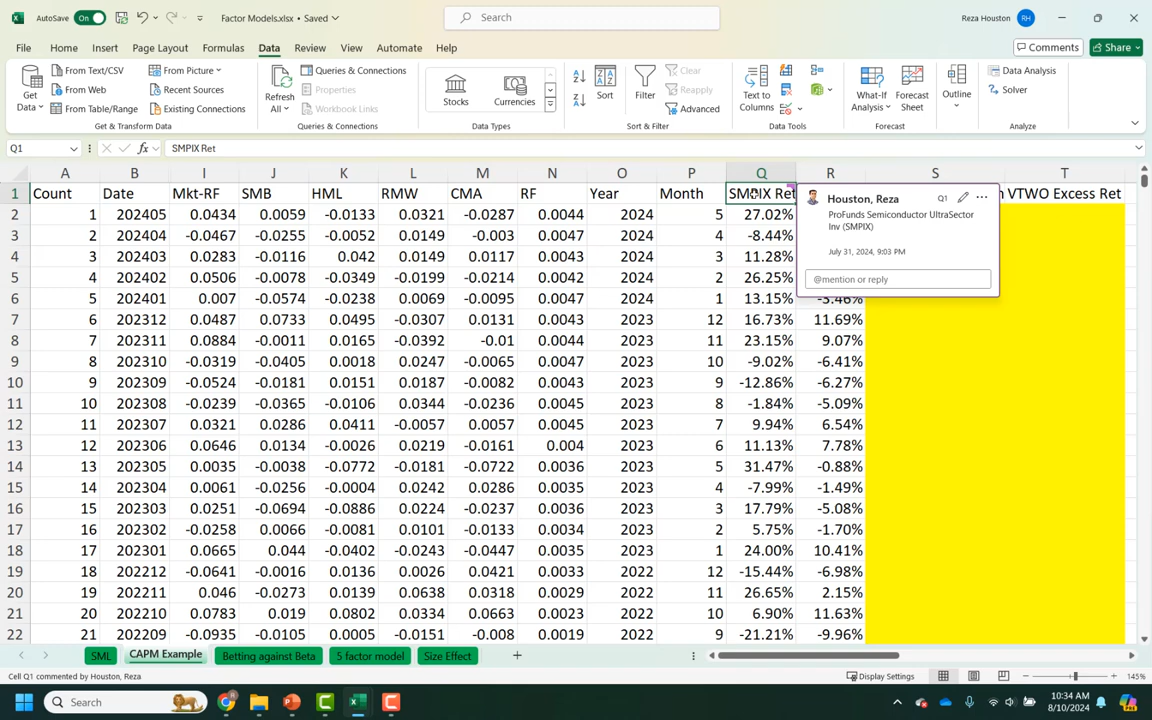 AutoSave On Factor Models.xlsx • Saved Search Reza Houston RH
File Home Insert Page Layout Formulas Data Review View Automate Help Comments Share
Get Data From Text/CSV From Web From Table/Range From Picture Recent Sources Existing Connections Refresh All Queries & Connections Properties Workbook Links Stocks Currencies Sort Filter Clear Reapply Advanced Text to Columns What-If Analysis Forecast Sheet Outline Data Analysis Solver
Get & Transform Data Queries & Connections Data Types Sort & Filter Data Tools Forecast Analyze
Q1 fx SMPIX Ret
A B I J K L M N O P Q R S T
1 Count Date Mkt-RF SMB HML RMW CMA RF Year Month SMPIX Ret VTWO Excess Ret
2 1 202405 0.0434 0.0059 -0.0133 0.0321 -0.0287 0.0044 2024 5 27.02%
3 2 202404 -0.0467 -0.0255 -0.0052 0.0149 -0.003 0.0047 2024 4 -8.44%
4 3 202403 0.0283 -0.0116 0.042 0.0149 0.0117 0.0043 2024 3 11.28%
5 4 202402 0.0506 -0.0078 -0.0349 -0.0199 -0.0214 0.0042 2024 2 26.25%
6 5 202401 0.007 -0.0574 -0.0238 0.0069 -0.0095 0.0047 2024 1 13.15% -3.46%
7 6 202312 0.0487 0.0733 0.0495 -0.0307 0.0131 0.0043 2023 12 16.73% 11.69%
8 7 202311 0.0884 -0.0011 0.0165 -0.0392 -0.01 0.0044 2023 11 23.15% 9.07%
9 8 202310 -0.0319 -0.0405 0.0018 0.0247 -0.0065 0.0047 2023 10 -9.02% -6.41%
10 9 202309 -0.0524 -0.0181 0.0151 0.0187 -0.0082 0.0043 2023 9 -12.86% -6.27%
11 10 202308 -0.0239 -0.0365 -0.0106 0.0344 -0.0236 0.0045 2023 8 -1.84% -5.09%
12 11 202307 0.0321 0.0286 0.0411 -0.0057 0.0057 0.0045 2023 7 9.94% 6.54%
13 12 202306 0.0646 0.0134 -0.0026 0.0219 -0.0161 0.004 2023 6 11.13% 7.78%
14 13 202305 0.0035 -0.0038 -0.0772 -0.0181 -0.0722 0.0036 2023 5 31.47% -0.88%
15 14 202304 0.0061 -0.0256 -0.0004 0.0242 0.0286 0.0035 2023 4 -7.99% -1.49%
16 15 202303 0.0251 -0.0694 -0.0886 0.0224 -0.0237 0.0036 2023 3 17.79% -5.08%
17 16 202302 -0.0258 0.0066 -0.0081 0.0101 -0.0133 0.0034 2023 2 5.75% -1.70%
18 17 202301 0.0665 0.044 -0.0402 -0.0243 -0.0447 0.0035 2023 1 24.00% 10.41%
19 18 202212 -0.0641 -0.0016 0.0136 0.0026 0.0421 0.0033 2022 12 -15.44% -6.98%
20 19 202211 0.046 -0.0273 0.0139 0.0638 0.0318 0.0029 2022 11 26.65% 2.15%
21 20 202210 0.0783 0.019 0.0802 0.0334 0.0663 0.0023 2022 10 6.90% 11.63%
22 21 202209 -0.0935 -0.0105 0.0005 -0.0151 -0.008 0.0019 2022 9 -21.21% -9.96%
Houston, Reza Q1
ProFunds Semiconductor UltraSector
Inv (SMPIX)
July 31, 2024, 9:03 PM
@mention or reply
SML CAPM Example Betting against Beta 5 factor model Size Effect
Cell Q1 commented by Houston, Reza Display Settings 145%
Search 10:34 AM
8/10/2024